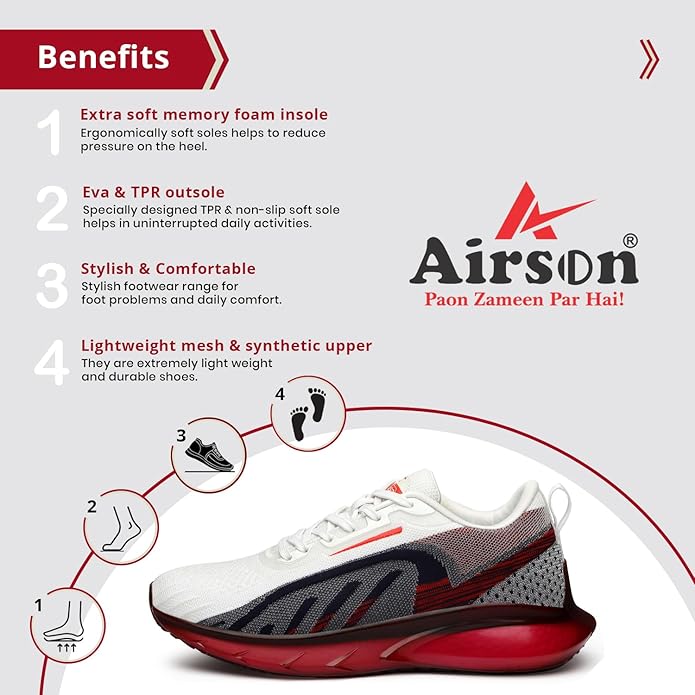 Benefits
1
Extra soft memory foam insole
Ergonomically soft soles helps to reduce
pressure on the heel.
2
Eva & TPR outsole
Specially designed TPR & non-slip soft sole
helps in uninterrupted daily activities.
3
Stylish & Comfortable
Stylish footwear range for
foot problems and daily comfort.
4
Lightweight mesh & synthetic upper
They are extremely light weight
and durable shoes.
Airson®
Paon Zameen Par Hai!
4
3
2
1